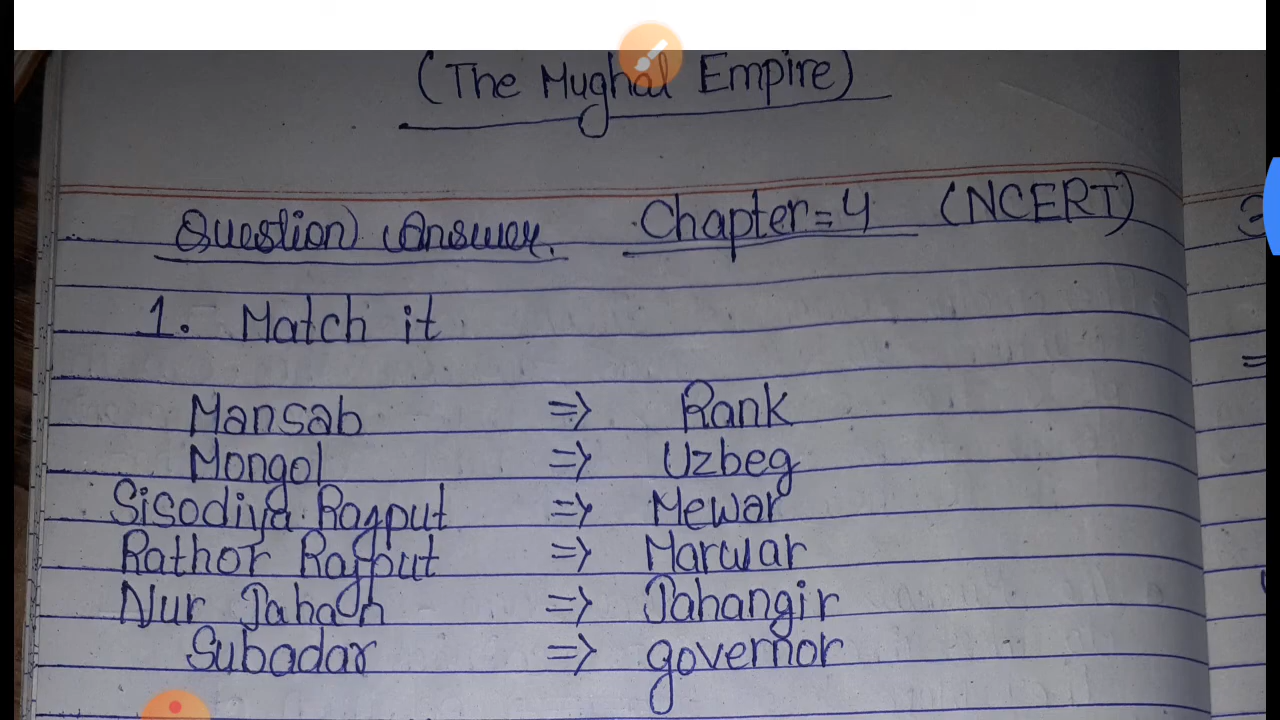 (The Mughal Empire)
Question Answer. Chapter=4 (NCERT)
1. Match it
Mansab => Rank
Mongol => Uzbeg
Sisodiya Rajput => Mewar
Rathor Rajput => Marwar
Nur Jahan => Jahangir
Subadar => governor